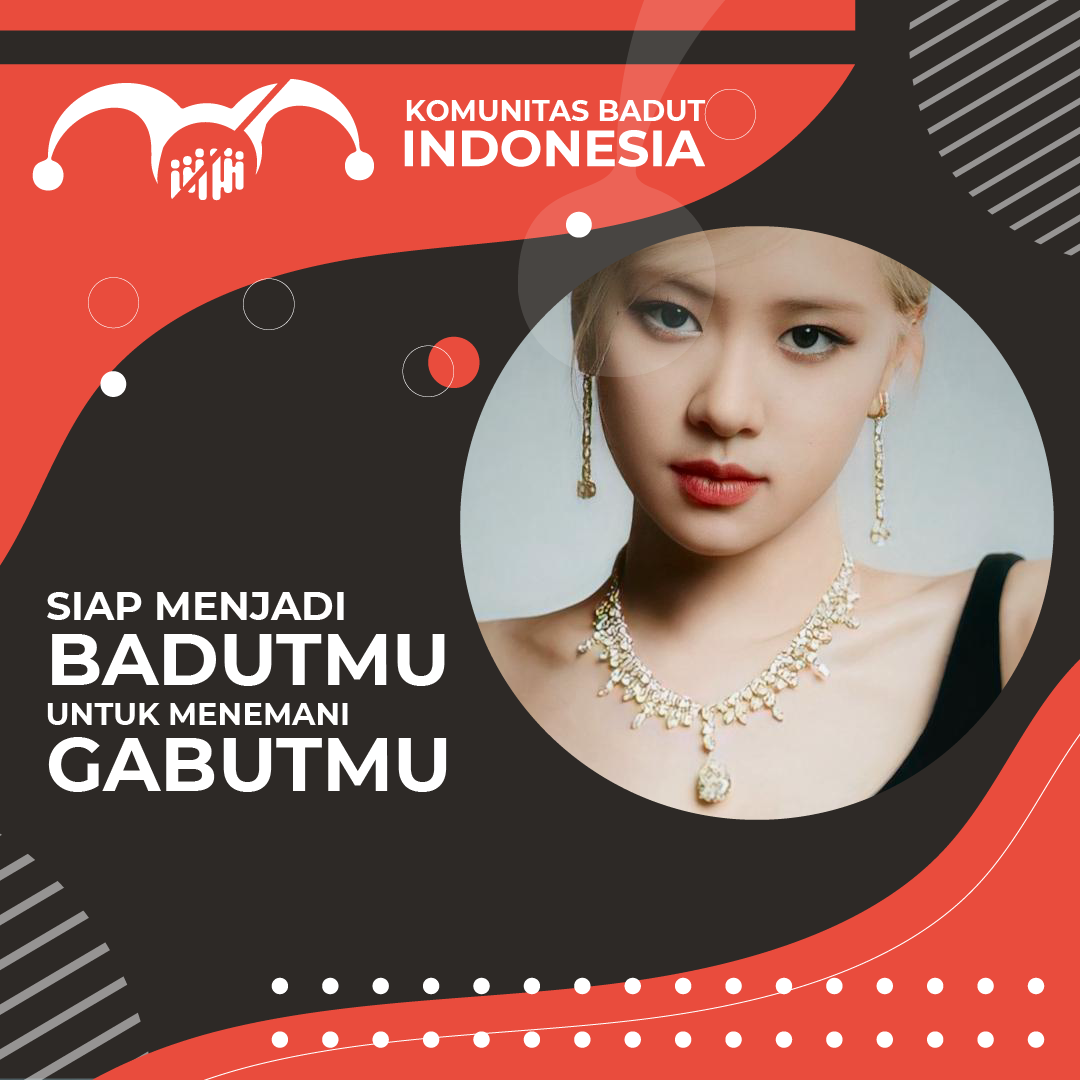 KOMUNITAS BADUT
INDONESIA
SIAP MENJADI
BADUTMU
UNTUK MENEMANI
GABUTMU